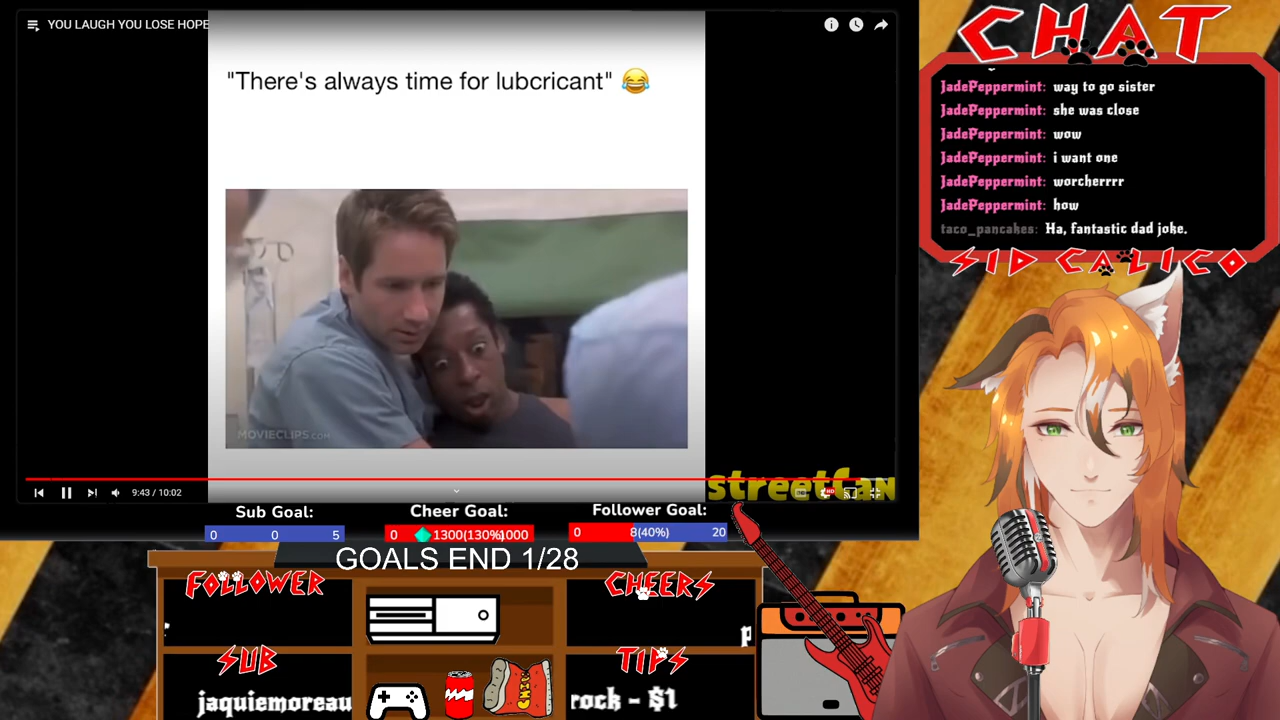 YOU LAUGH YOU LOSE HOPE
"There's always time for lubcricant" 😂
MOVIECLIPS.COM
9:43 / 10:02
HD
CHAT
JadePeppermint: way to go sister
JadePeppermint: she was close
JadePeppermint: wow
JadePeppermint: i want one
JadePeppermint: worcherrrr
JadePeppermint: how
taco_pancakes: Ha, fantastic dad joke.
SID CALICO
Sub Goal:
0 0 5
Cheer Goal:
0 1300(130%)1000
Follower Goal:
0 8(40%) 20
GOALS END 1/28
FOLLOWER
CHEERS
SUB
jaquiemoreau
TIPS
rock - $1